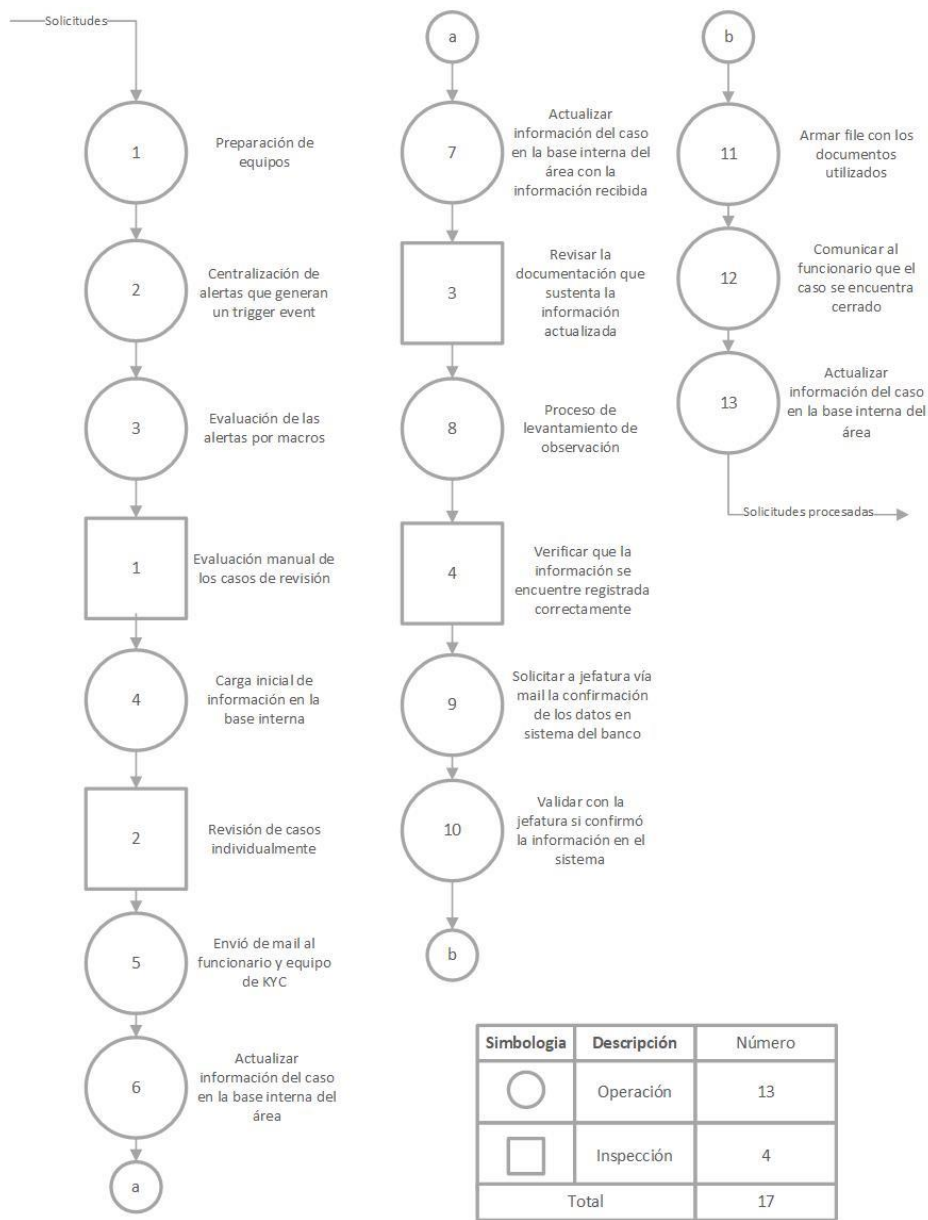 Solicitudes
1
Preparación de
equipos
2
Centralización de
alertas que generan
un trigger event
3
Evaluación de las
alertas por macros
1
Evaluación manual de
los casos de revisión
4
Carga inicial de
información en la
base interna
2
Revisión de casos
individualmente
5
Envió de mail al
funcionario y equipo
de KYC
6
Actualizar
información del caso
en la base interna del
área
a
a
7
Actualizar
información del caso
en la base interna del
área con la
información recibida
3
Revisar la
documentación que
sustenta la
información
actualizada
8
Proceso de
levantamiento de
observación
4
Verificar que la
información se
encuentre registrada
correctamente
9
Solicitar a jefatura vía
mail la confirmación
de los datos en
sistema del banco
10
Validar con la
jefatura si confirmó
la información en el
sistema
b
b
11
Armar file con los
documentos
utilizados
12
Comunicar al
funcionario que el
caso se encuentra
cerrado
13
Actualizar
información del caso
en la base interna del
área
Solicitudes procesadas
Simbologia Descripción Número
Operación 13
Inspección 4
Total 17